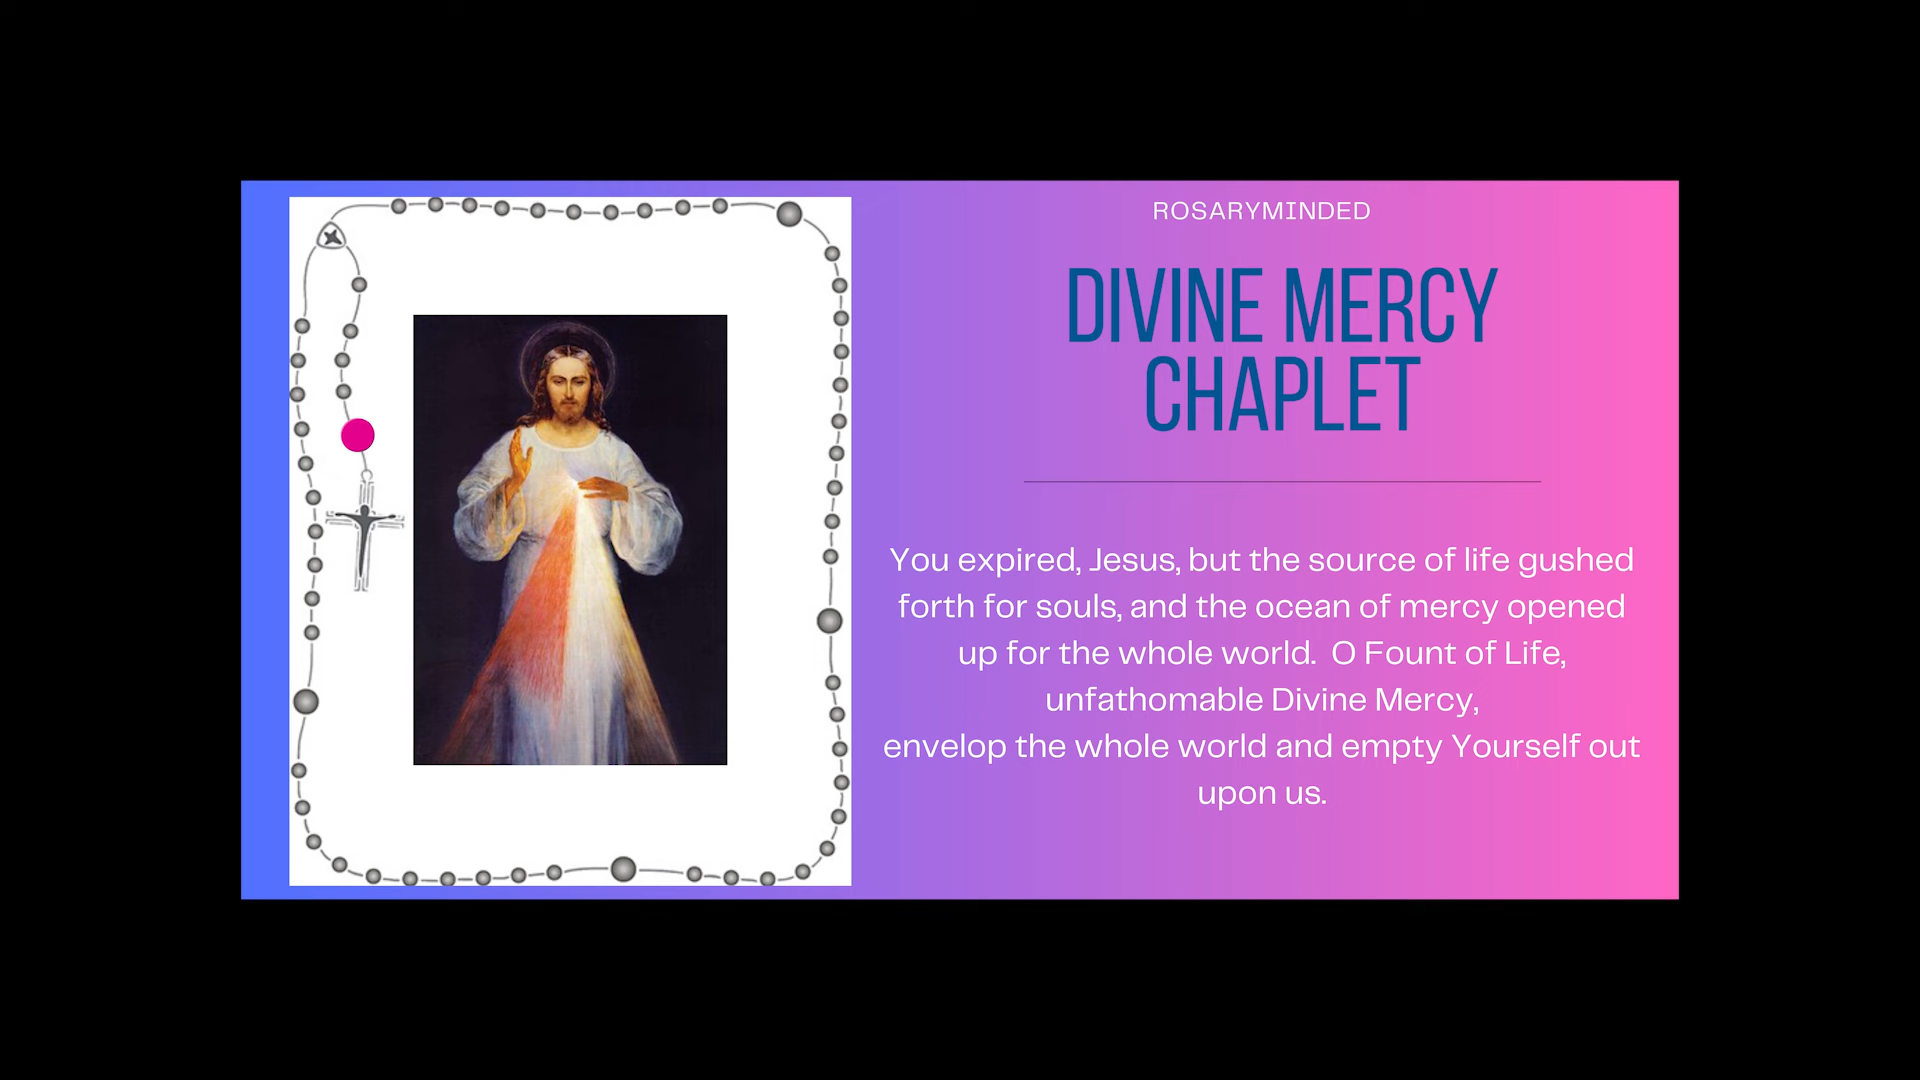 ROSARYMINDED
DIVINE MERCY
CHAPLET
You expired, Jesus, but the source of life gushed
forth for souls, and the ocean of mercy opened
up for the whole world.  O Fount of Life,
unfathomable Divine Mercy,
envelop the whole world and empty Yourself out
upon us.